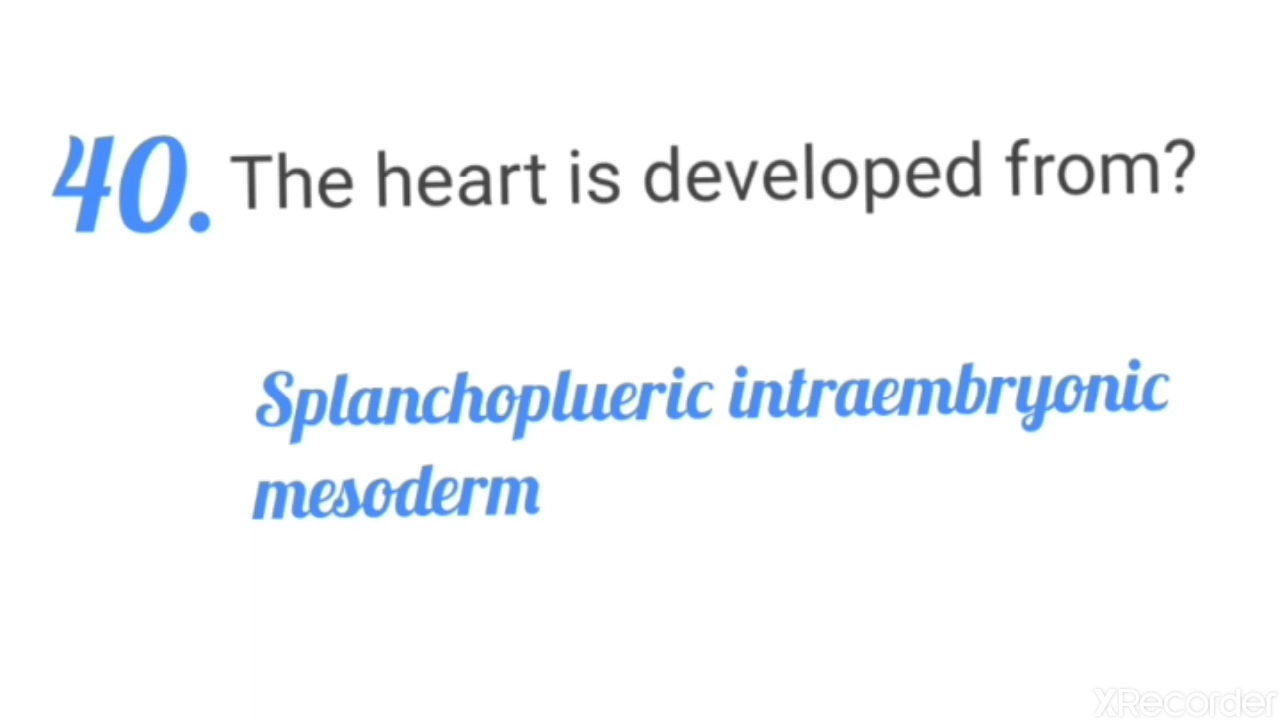 40. The heart is developed from?
Splanchoplueric intraembryonic
mesoderm
XRecorder